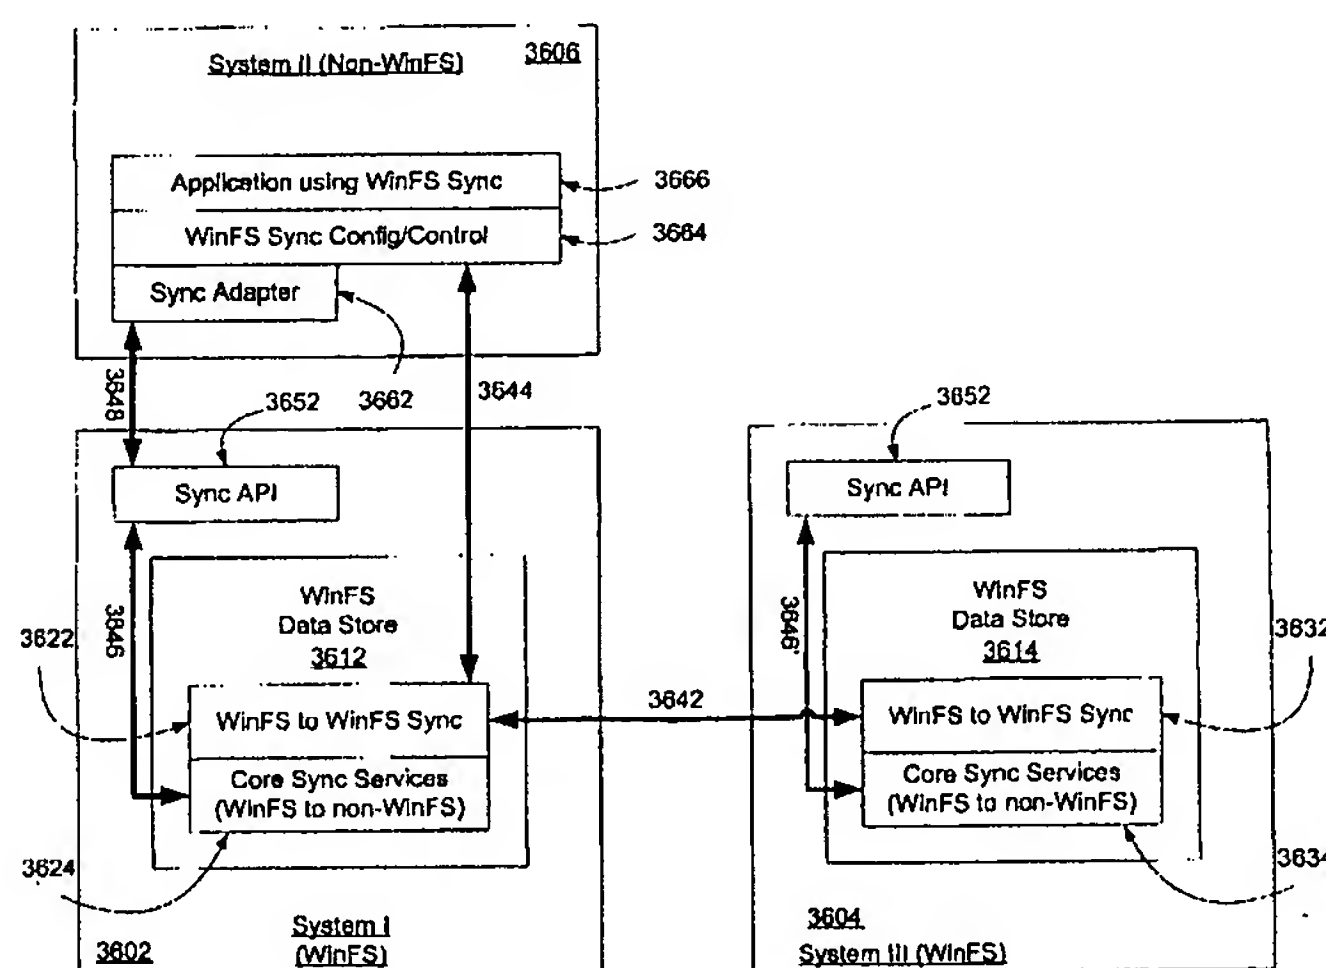 System II (Non-WinFS)
3606
Application using WinFS Sync
3666
WinFS Sync Config/Control
3664
Sync Adapter
3648
3652
3662
3644
3652
Sync API
Sync API
3646
WinFS
Data Store
3612
3622
3646'
WinFS
Data Store
3614
3632
WinFS to WinFS Sync
3642
WinFS to WinFS Sync
Core Sync Services
(WinFS to non-WinFS)
Core Sync Services
(WinFS to non-WinFS)
3624
3634
System I
(WinFS)
3602
3604
System III (WinFS)